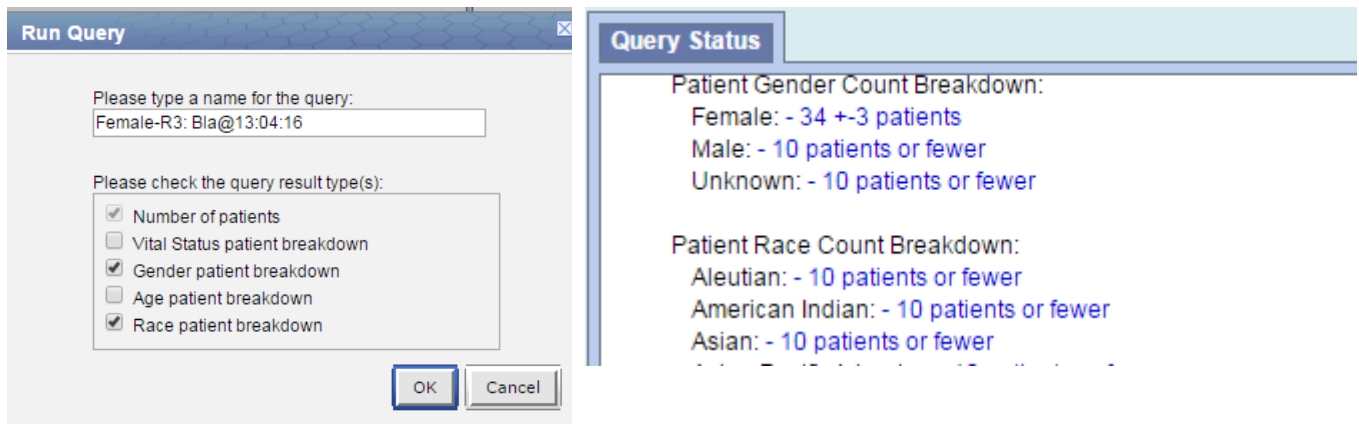 Run Query
Please type a name for the query:
Female-R3: Bla@13:04:16
Please check the query result type(s):
Number of patients
Vital Status patient breakdown
Gender patient breakdown
Age patient breakdown
Race patient breakdown
OK
Cancel
Query Status
Patient Gender Count Breakdown:
Female: - 34 +-3 patients
Male: - 10 patients or fewer
Unknown: - 10 patients or fewer
Patient Race Count Breakdown:
Aleutian: - 10 patients or fewer
American Indian: - 10 patients or fewer
Asian: - 10 patients or fewer